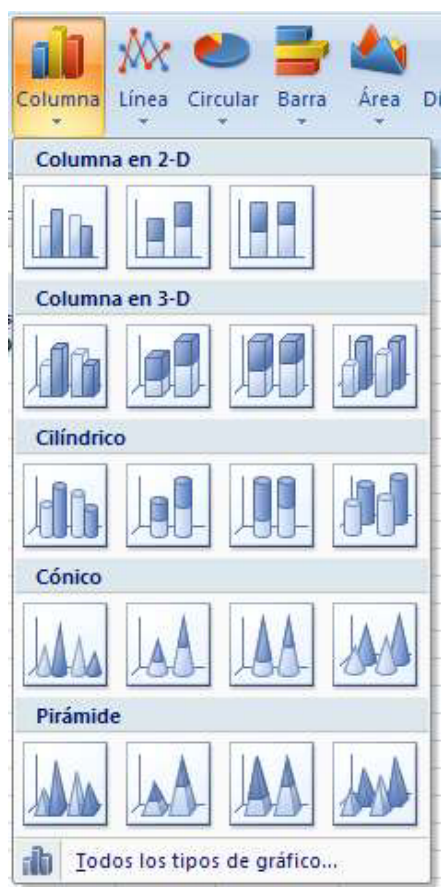 Columna Línea Circular Barra Área
Columna en 2-D
Columna en 3-D
Cilíndrico
Cónico
Pirámide
Todos los tipos de gráfico...